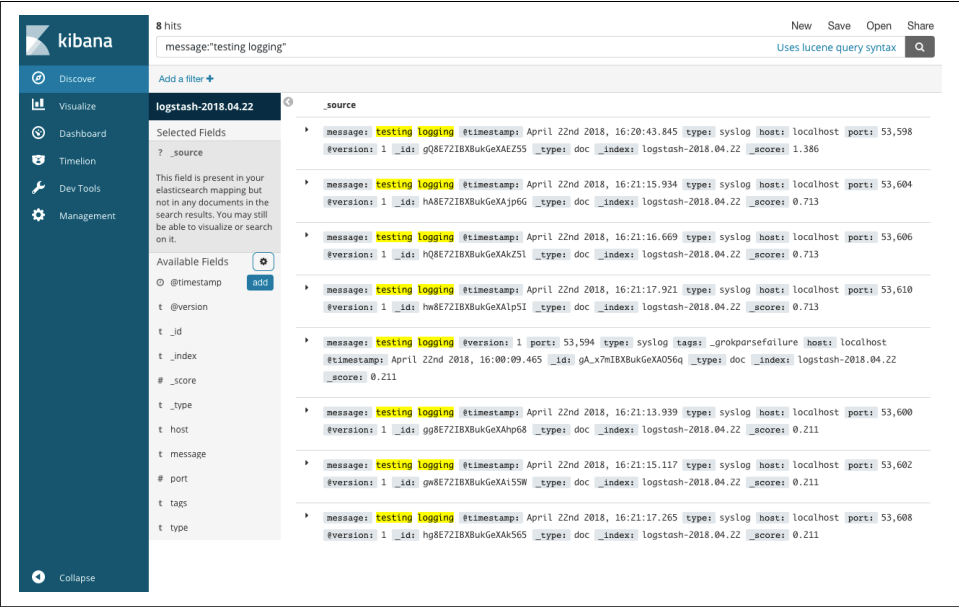 kibana
Discover
Visualize
Dashboard
Timelion
Dev Tools
Management
Collapse
8 hits
New Save Open Share
message:"testing logging"
Uses lucene query syntax
Add a filter +
logstash-2018.04.22
Selected Fields
? _source
This field is present in your
elasticsearch mapping but
not in any documents in the
search results. You may still
be able to visualize or search
on it.
Available Fields
@timestamp add
t @version
t _id
t _index
# _score
t _type
t host
t message
# port
t tags
t type
_source
message: testing logging @timestamp: April 22nd 2018, 16:20:43.845 type: syslog host: localhost port: 53,598
@version: 1 _id: gQ8E72IBXBukGeXAEZ55 _type: doc _index: logstash-2018.04.22 _score: 1.386
message: testing logging @timestamp: April 22nd 2018, 16:21:15.934 type: syslog host: localhost port: 53,604
@version: 1 _id: hA8E72IBXBukGeXAjp6G _type: doc _index: logstash-2018.04.22 _score: 0.713
message: testing logging @timestamp: April 22nd 2018, 16:21:16.669 type: syslog host: localhost port: 53,606
@version: 1 _id: hQ8E72IBXBukGeXAkZ5l _type: doc _index: logstash-2018.04.22 _score: 0.713
message: testing logging @timestamp: April 22nd 2018, 16:21:17.921 type: syslog host: localhost port: 53,610
@version: 1 _id: hw8E72IBXBukGeXAlp5I _type: doc _index: logstash-2018.04.22 _score: 0.713
message: testing logging @version: 1 port: 53,594 type: syslog tags: _grokparsefailure host: localhost
@timestamp: April 22nd 2018, 16:00:09.465 _id: gA_x7mIBXBukGeXAO56q _type: doc _index: logstash-2018.04.22
_score: 0.211
message: testing logging @timestamp: April 22nd 2018, 16:21:13.939 type: syslog host: localhost port: 53,600
@version: 1 _id: gg8E72IBXBukGeXAhp68 _type: doc _index: logstash-2018.04.22 _score: 0.211
message: testing logging @timestamp: April 22nd 2018, 16:21:15.117 type: syslog host: localhost port: 53,602
@version: 1 _id: gw8E72IBXBukGeXAi55W _type: doc _index: logstash-2018.04.22 _score: 0.211
message: testing logging @timestamp: April 22nd 2018, 16:21:17.265 type: syslog host: localhost port: 53,608
@version: 1 _id: hg8E72IBXBukGeXAk565 _type: doc _index: logstash-2018.04.22 _score: 0.211